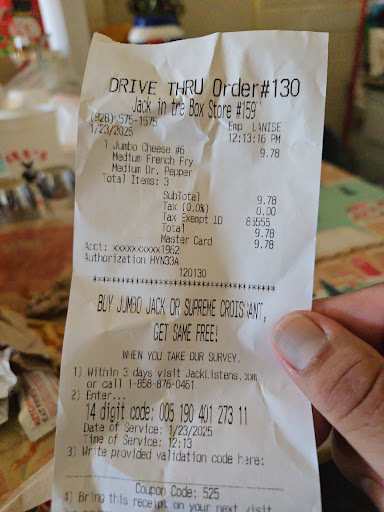 DRIVE THRU Order#130
Jack in the Box Store #159
(828) 575-1575 Emp LANISE
1/23/2025 12:13:16 PM
1 Jumbo Cheese #6 9.78
Medium French Fry
Medium Dr. Pepper
Total Items: 3
SubTotal 9.78
Tax (0.0%) 0.00
Tax Exempt ID 83555
Total 9.78
Master Card 9.78
Acct: xxxxxxxxxx1962
Authorization HYN33A
120130
****************************************
BUY JUMBO JACK OR SUPREME CROISSANT,
GET SAME FREE!
WHEN YOU TAKE OUR SURVEY.
1) Within 3 days visit JackListens.com
or call 1-858-876-0461
2) Enter...
14 digit code: 005 190 401 273 11
Date of Service: 1/23/2025
Time of Service: 12:13
3) Write provided validation code here:
Coupon Code: 525
4) Bring this receipt on your next visit